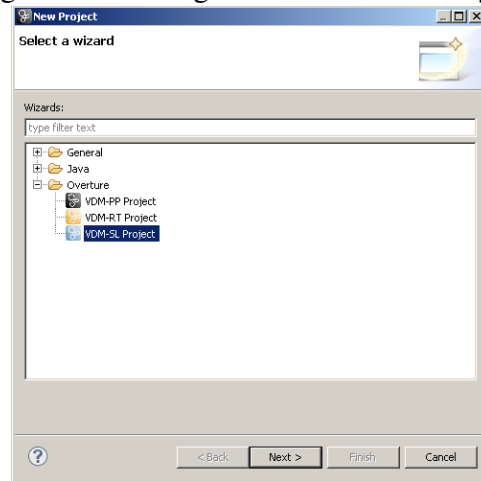 New Project
Select a wizard
Wizards:
type filter text
General
Java
Overture
VDM-PP Project
VDM-RT Project
VDM-SL Project
< Back
Next >
Finish
Cancel